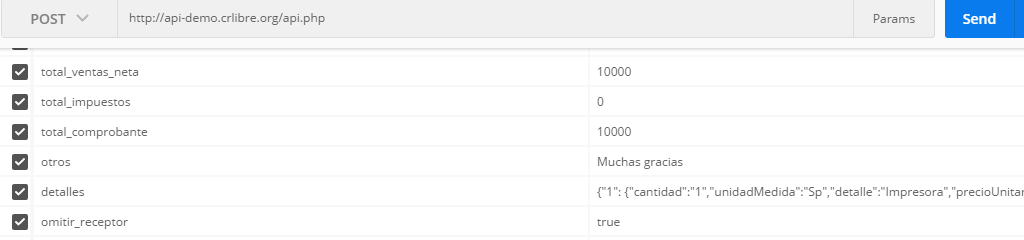 POST http://api-demo.crlibre.org/api.php Params Send
total_ventas_neta 10000
total_impuestos 0
total_comprobante 10000
otros Muchas gracias
detalles {"1": {"cantidad":"1","unidadMedida":"Sp","detalle":"Impresora","precioUnitar
omitir_receptor true